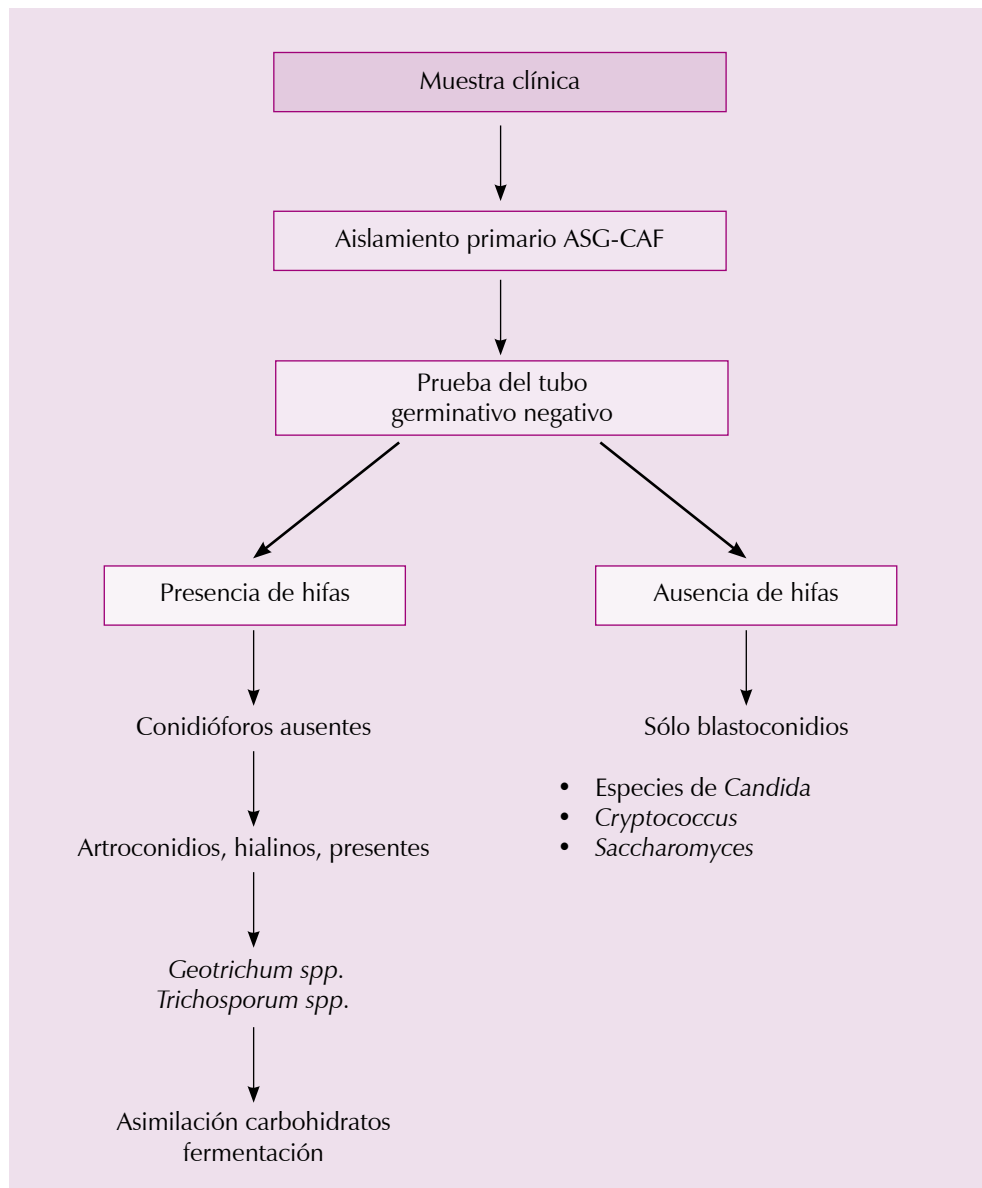 Muestra clínica
Aislamiento primario ASG-CAF
Prueba del tubo
germinativo negativo
Presencia de hifas
Conidióforos ausentes
Artroconidios, hialinos, presentes
Geotrichum spp.
Trichosporum spp.
Asimilación carbohidratos
fermentación
Ausencia de hifas
Sólo blastoconidios
• Especies de Candida
• Cryptococcus
• Saccharomyces